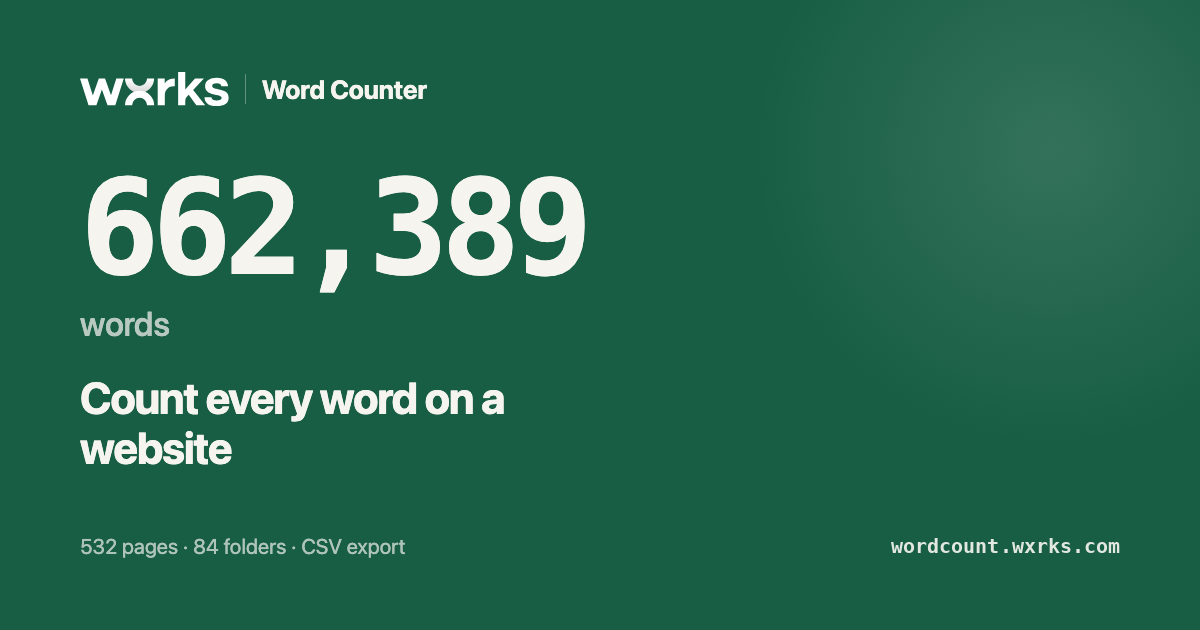 wxrks | Word Counter
662,389
words
Count every word on a
website
532 pages · 84 folders · CSV export
wordcount.wxrks.com